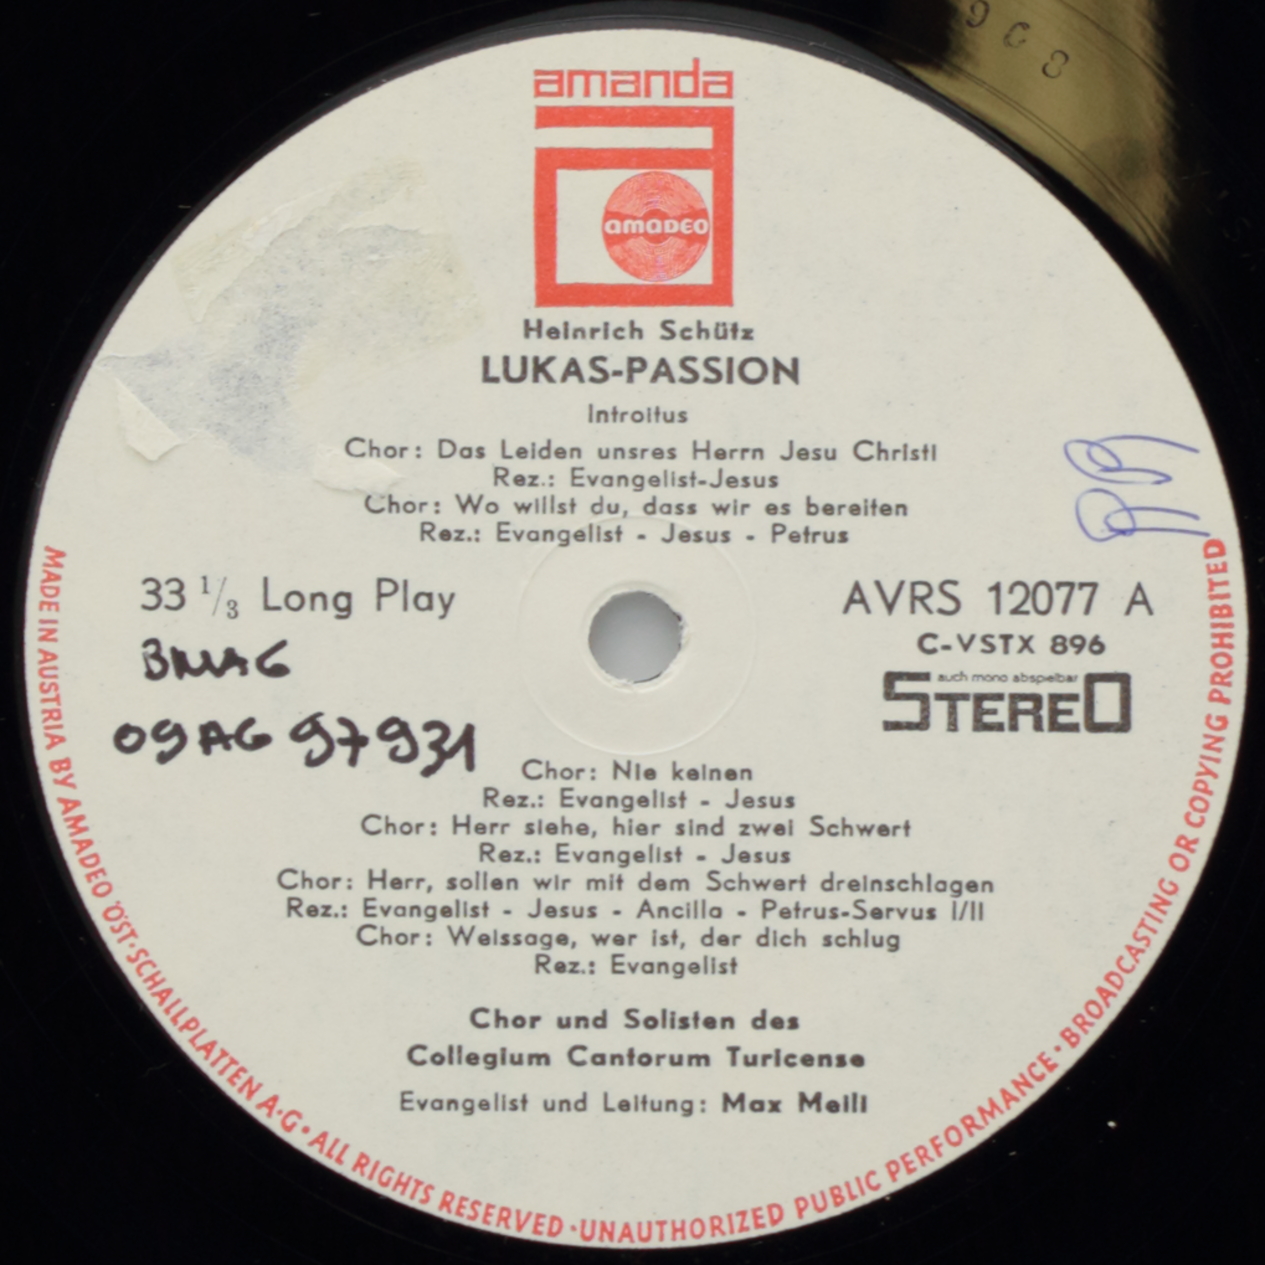 amanda
AMADEO
Heinrich Schütz
LUKAS-PASSION
Introitus
Chor: Das Leiden unsres Herrn Jesu Christi
Rez.: Evangelist-Jesus
Chor: Wo willst du, dass wir es bereiten
Rez.: Evangelist - Jesus - Petrus
33 1/3 Long Play
AVRS 12077 A
C-VSTX 896
auch mono abspielbar
STEREO
BMAG
09AG 97931
Chor: Nie keinen
Rez.: Evangelist - Jesus
Chor: Herr siehe, hier sind zwei Schwert
Rez.: Evangelist - Jesus
Chor: Herr, sollen wir mit dem Schwert dreinschlagen
Rez.: Evangelist - Jesus - Ancilla - Petrus-Servus I/II
Chor: Weissage, wer ist, der dich schlug
Rez.: Evangelist
Chor und Solisten des
Collegium Cantorum Turicense
Evangelist und Leitung: Max Meili
MADE IN AUSTRIA BY AMADEO ÖST·SCHALLPLATTEN A·G·ALL RIGHTS RESERVED·UNAUTHORIZED PUBLIC PERFORMANCE·BROADCASTING OR COPYING PROHIBITED